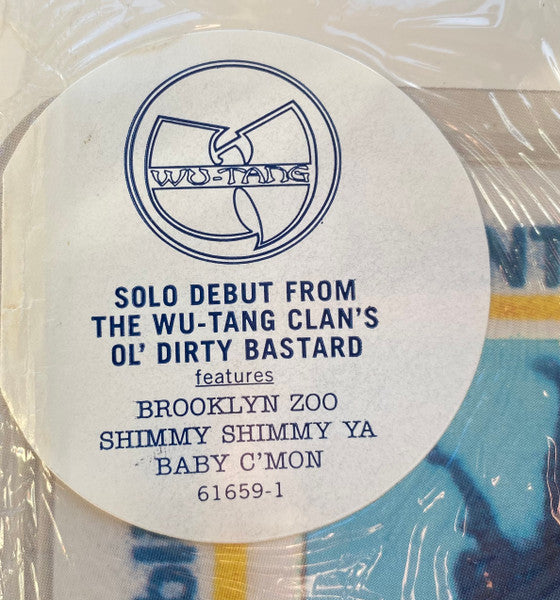 WU-TANG
SOLO DEBUT FROM
THE WU-TANG CLAN'S
OL' DIRTY BASTARD
features
BROOKLYN ZOO
SHIMMY SHIMMY YA
BABY C'MON
61659-1
NT